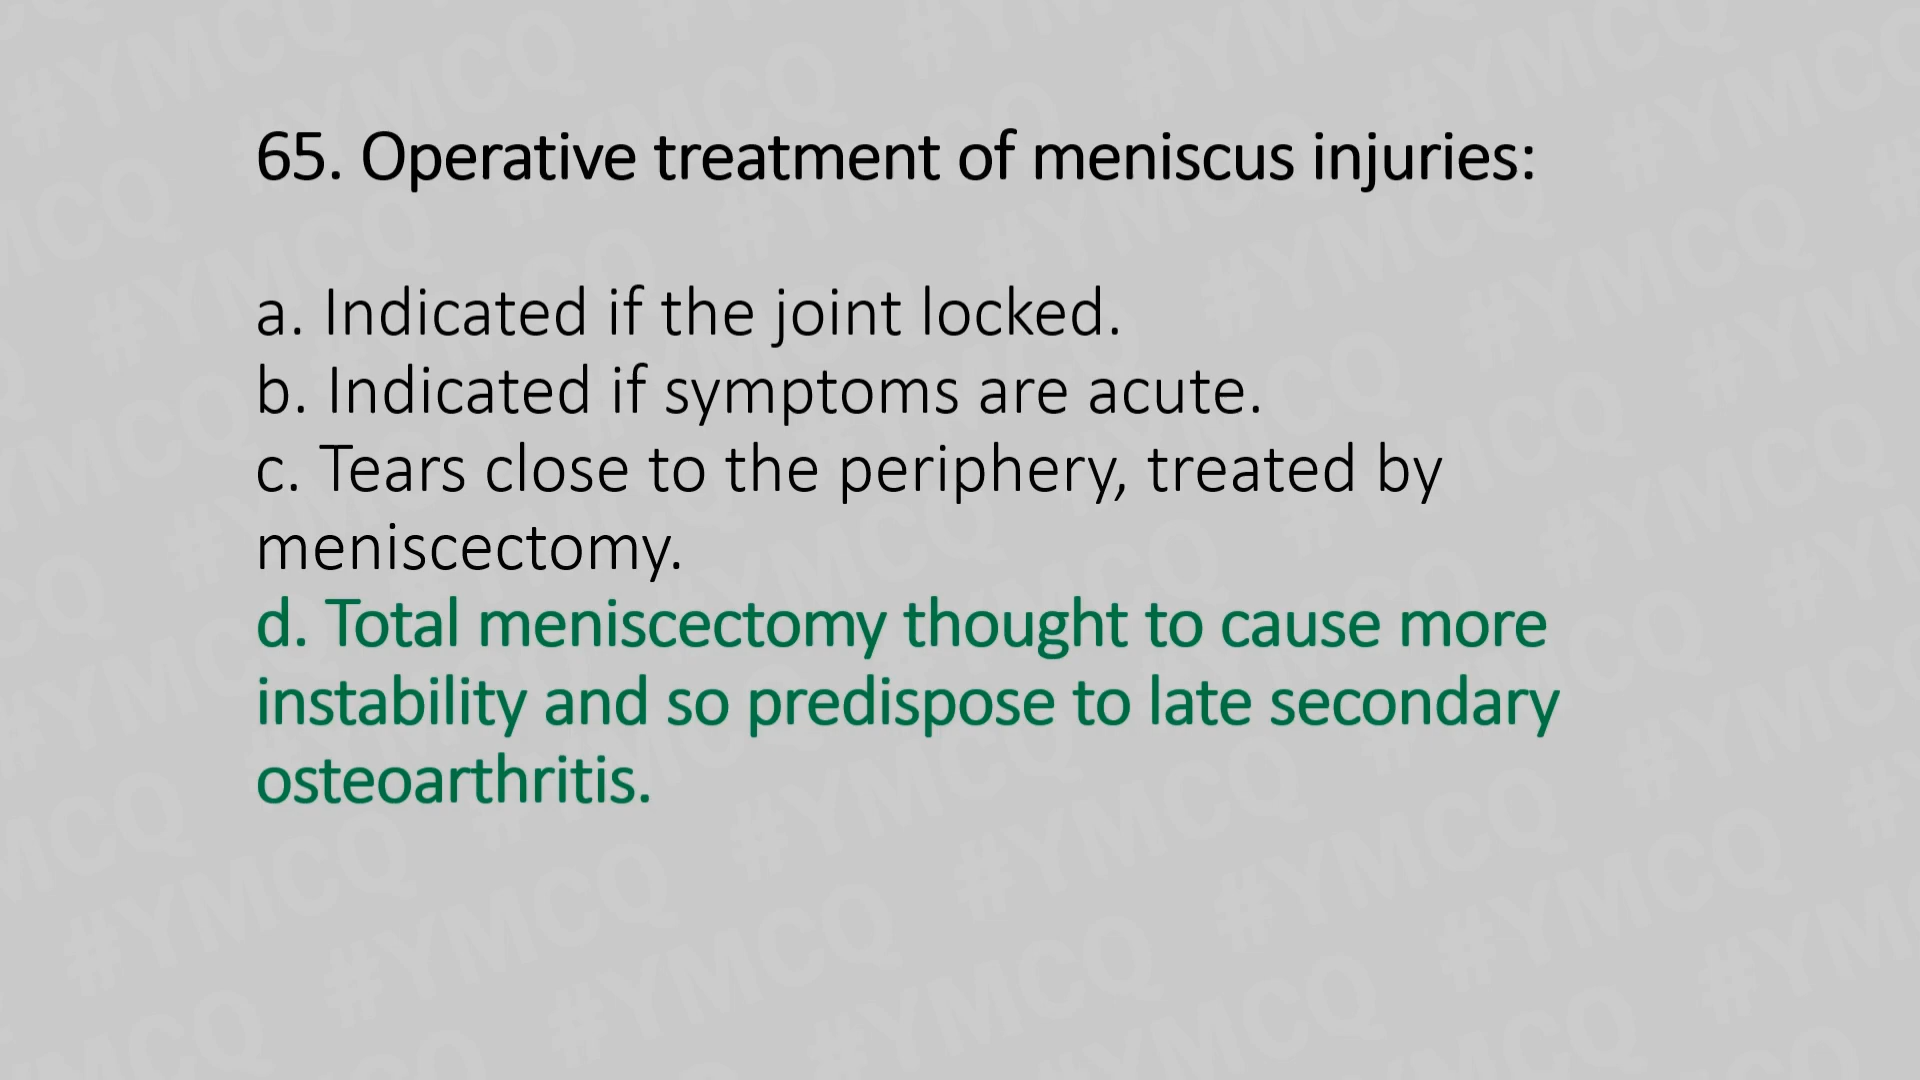 65. Operative treatment of meniscus injuries:
a. Indicated if the joint locked.
b. Indicated if symptoms are acute.
c. Tears close to the periphery, treated by
meniscectomy.
d. Total meniscectomy thought to cause more
instability and so predispose to late secondary
osteoarthritis.
#YMCQ